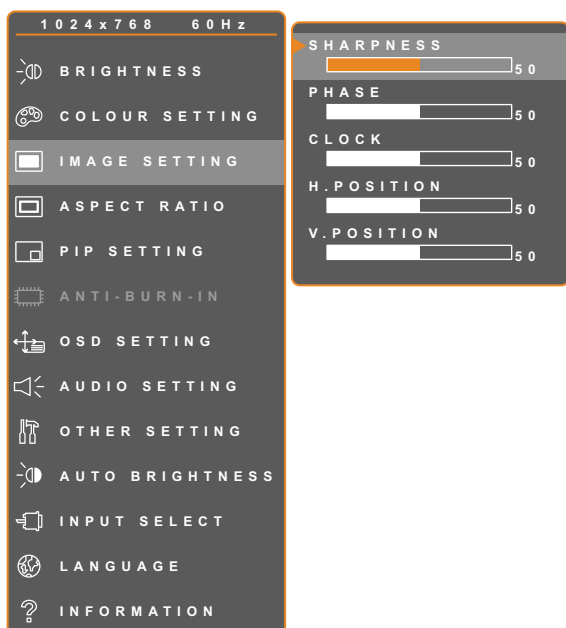 1024x768 60Hz
BRIGHTNESS
COLOUR SETTING
IMAGE SETTING
ASPECT RATIO
PIP SETTING
ANTI-BURN-IN
OSD SETTING
AUDIO SETTING
OTHER SETTING
AUTO BRIGHTNESS
INPUT SELECT
LANGUAGE
INFORMATION
SHARPNESS
50
PHASE
50
CLOCK
50
H.POSITION
50
V.POSITION
50